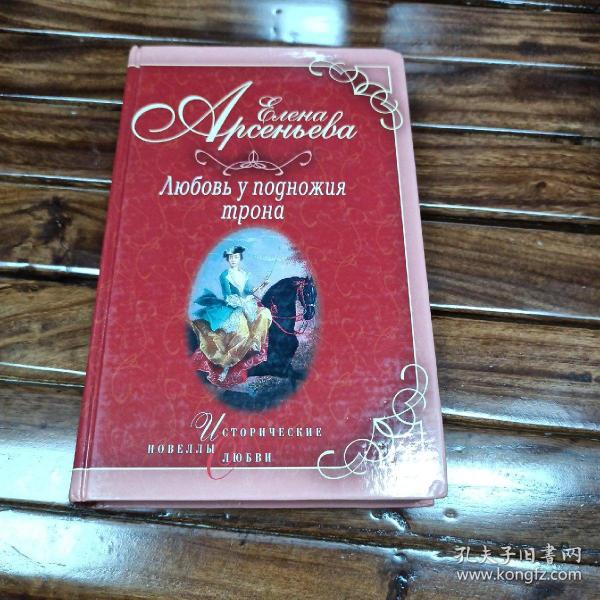 Елена
Арсеньева
Любовь у подножия
трона
Исторические
новеллы
о любви
孔夫子旧书网
www.kongfz.com